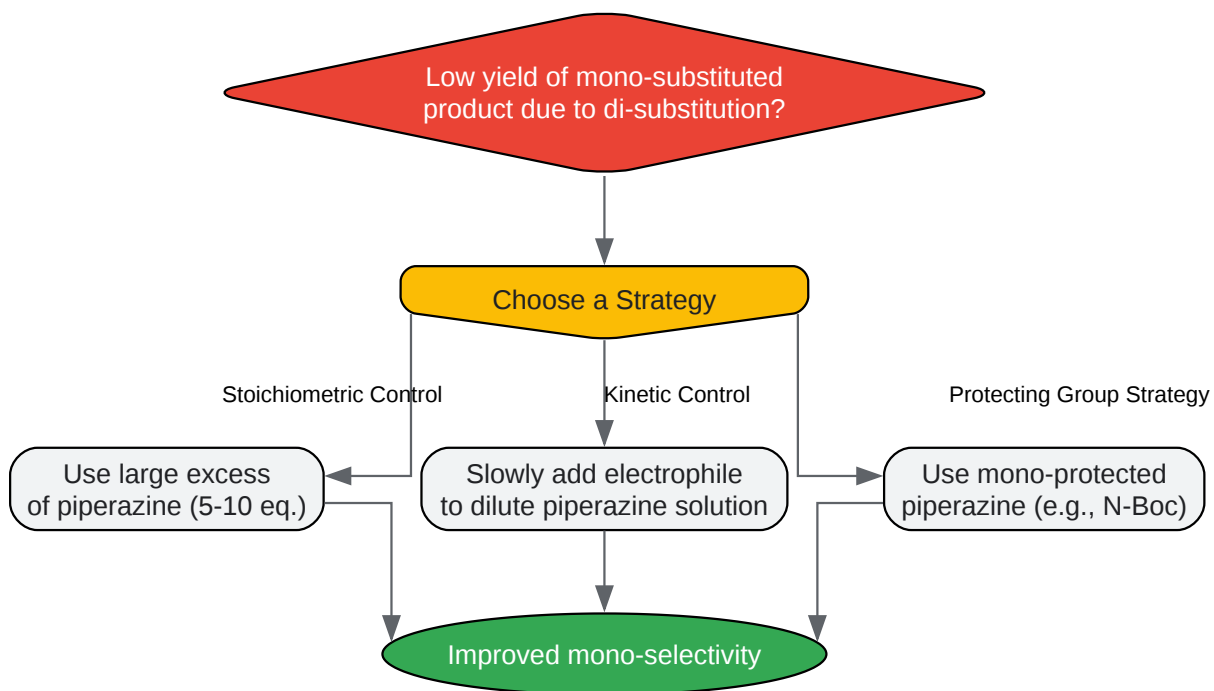 Low yield of mono-substituted
product due to di-substitution?
Choose a Strategy
Stoichiometric Control
Kinetic Control
Protecting Group Strategy
Use large excess
of piperazine (5-10 eq.)
Slowly add electrophile
to dilute piperazine solution
Use mono-protected
piperazine (e.g., N-Boc)
Improved mono-selectivity